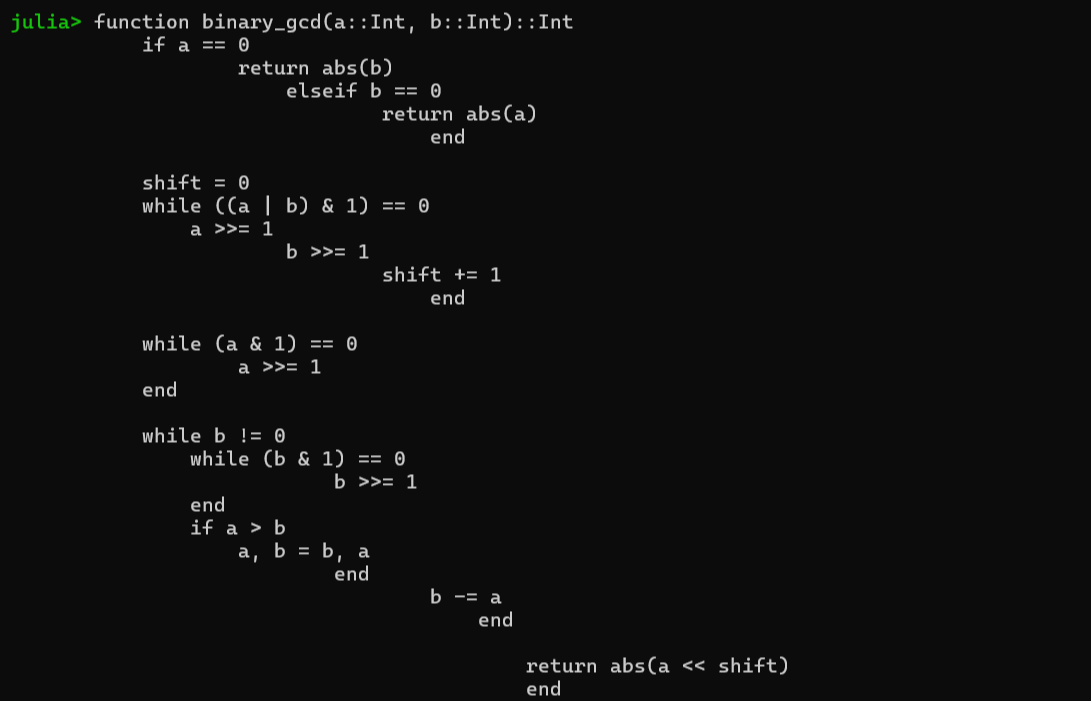 julia> function binary_gcd(a::Int, b::Int)::Int
           if a == 0
                   return abs(b)
                       elseif b == 0
                               return abs(a)
                                   end

           shift = 0
           while ((a | b) & 1) == 0
               a >>= 1
                       b >>= 1
                               shift += 1
                                   end

           while (a & 1) == 0
                   a >>= 1
           end

           while b != 0
               while (b & 1) == 0
                           b >>= 1
               end
               if a > b
                   a, b = b, a
                           end
                                   b -= a
                                       end

                                           return abs(a << shift)
                                           end